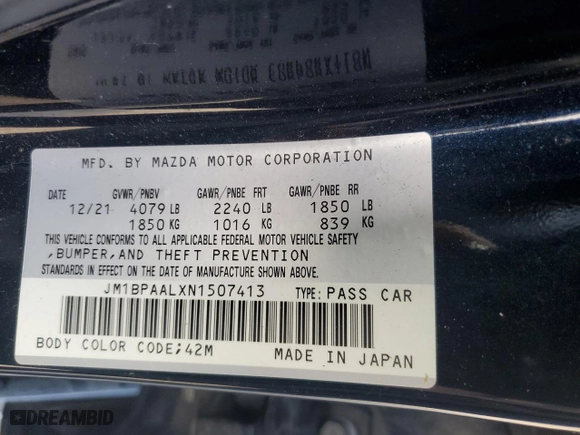 MFD. BY MAZDA MOTOR CORPORATION
DATE GVWR/PNBV GAWR/PNBE FRT GAWR/PNBE RR
12/21 4079 LB 2240 LB 1850 LB
1850 KG 1016 KG 839 KG
THIS VEHICLE CONFORMS TO ALL APPLICABLE FEDERAL MOTOR VEHICLE SAFETY
,BUMPER,AND THEFT PREVENTION
STANDARDS IN EFFECT ON THE DATE OF MANUFACTURE SHOWN ABOVE.
JM1BPAALXN1507413 TYPE: PASS CAR
BODY COLOR CODE;42M MADE IN JAPAN
DREAMBID